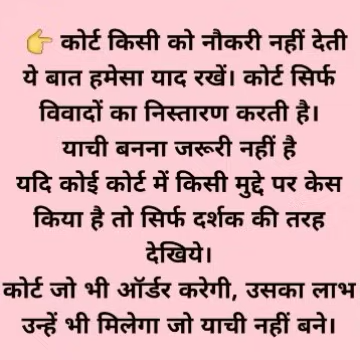 👉 कोर्ट किसी को नौकरी नहीं देती
ये बात हमेसा याद रखें। कोर्ट सिर्फ
विवादों का निस्तारण करती है।
याची बनना जरूरी नहीं है
यदि कोई कोर्ट में किसी मुद्दे पर केस
किया है तो सिर्फ दर्शक की तरह
देखिये।
कोर्ट जो भी ऑर्डर करेगी, उसका लाभ
उन्हें भी मिलेगा जो याची नहीं बने।